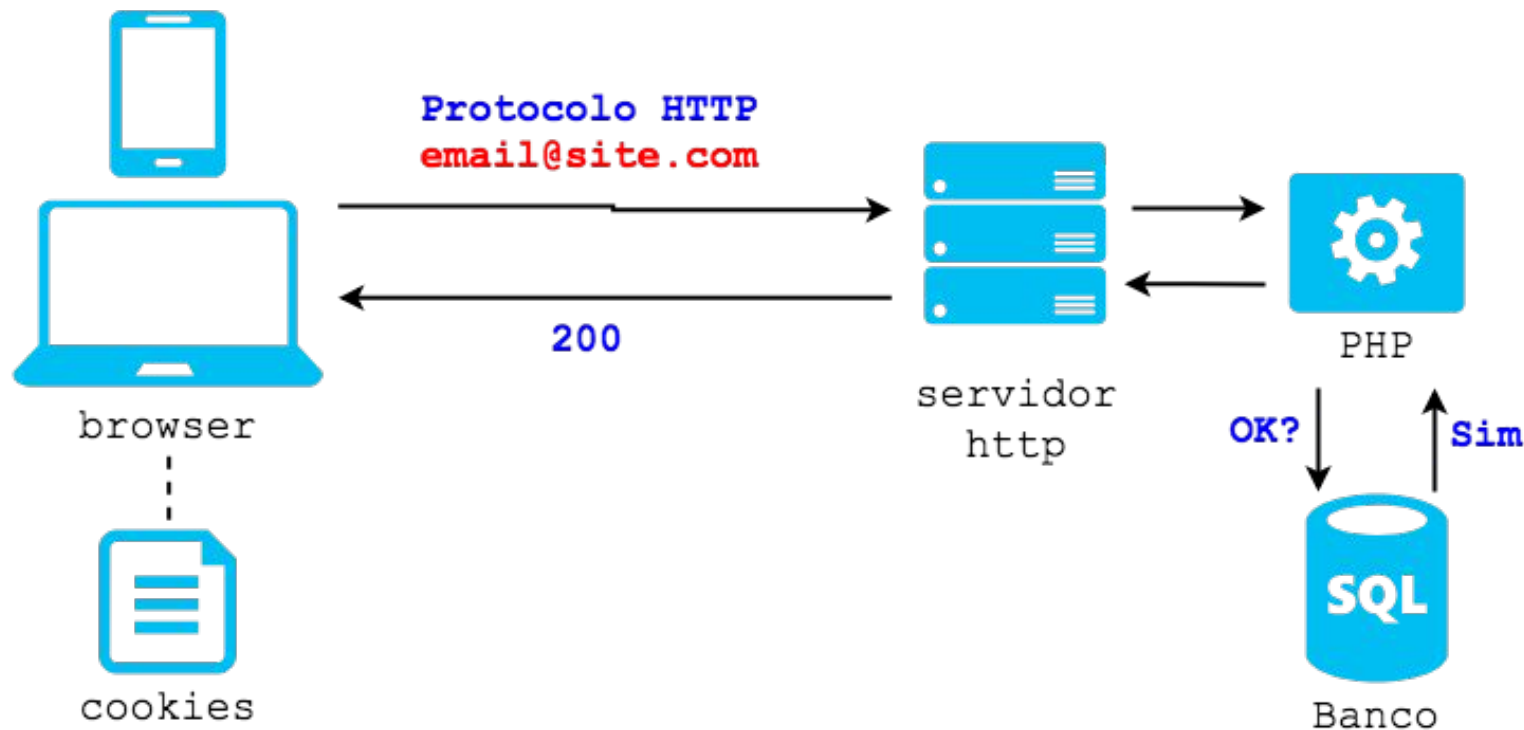 Protocolo HTTP
email@site.com
200
browser
cookies
servidor
http
PHP
OK?
Sim
SQL
Banco